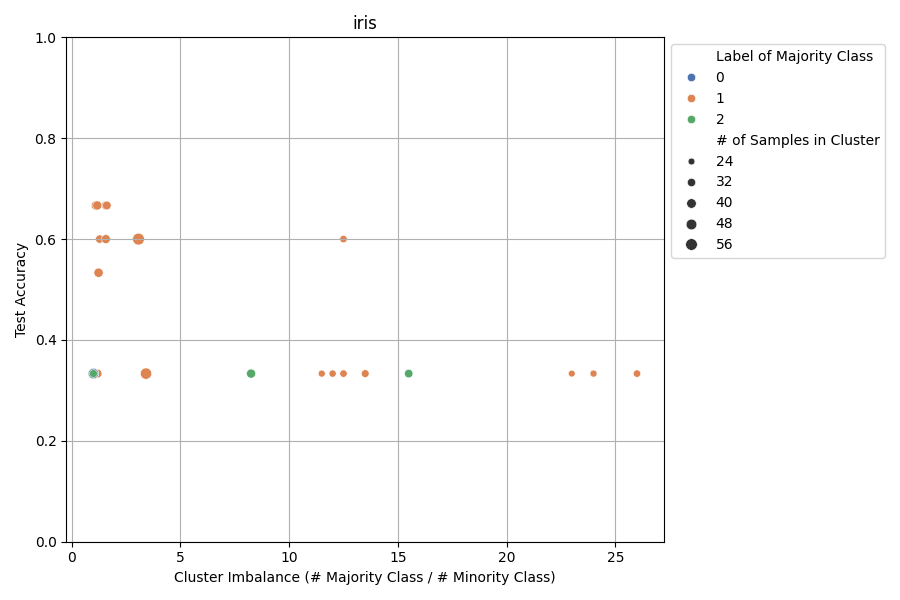 iris
1.0
0.8
0.6
0.4
0.2
0.0
Test Accuracy
0 5 10 15 20 25
Cluster Imbalance (# Majority Class / # Minority Class)
Label of Majority Class
0
1
2
# of Samples in Cluster
24
32
40
48
56